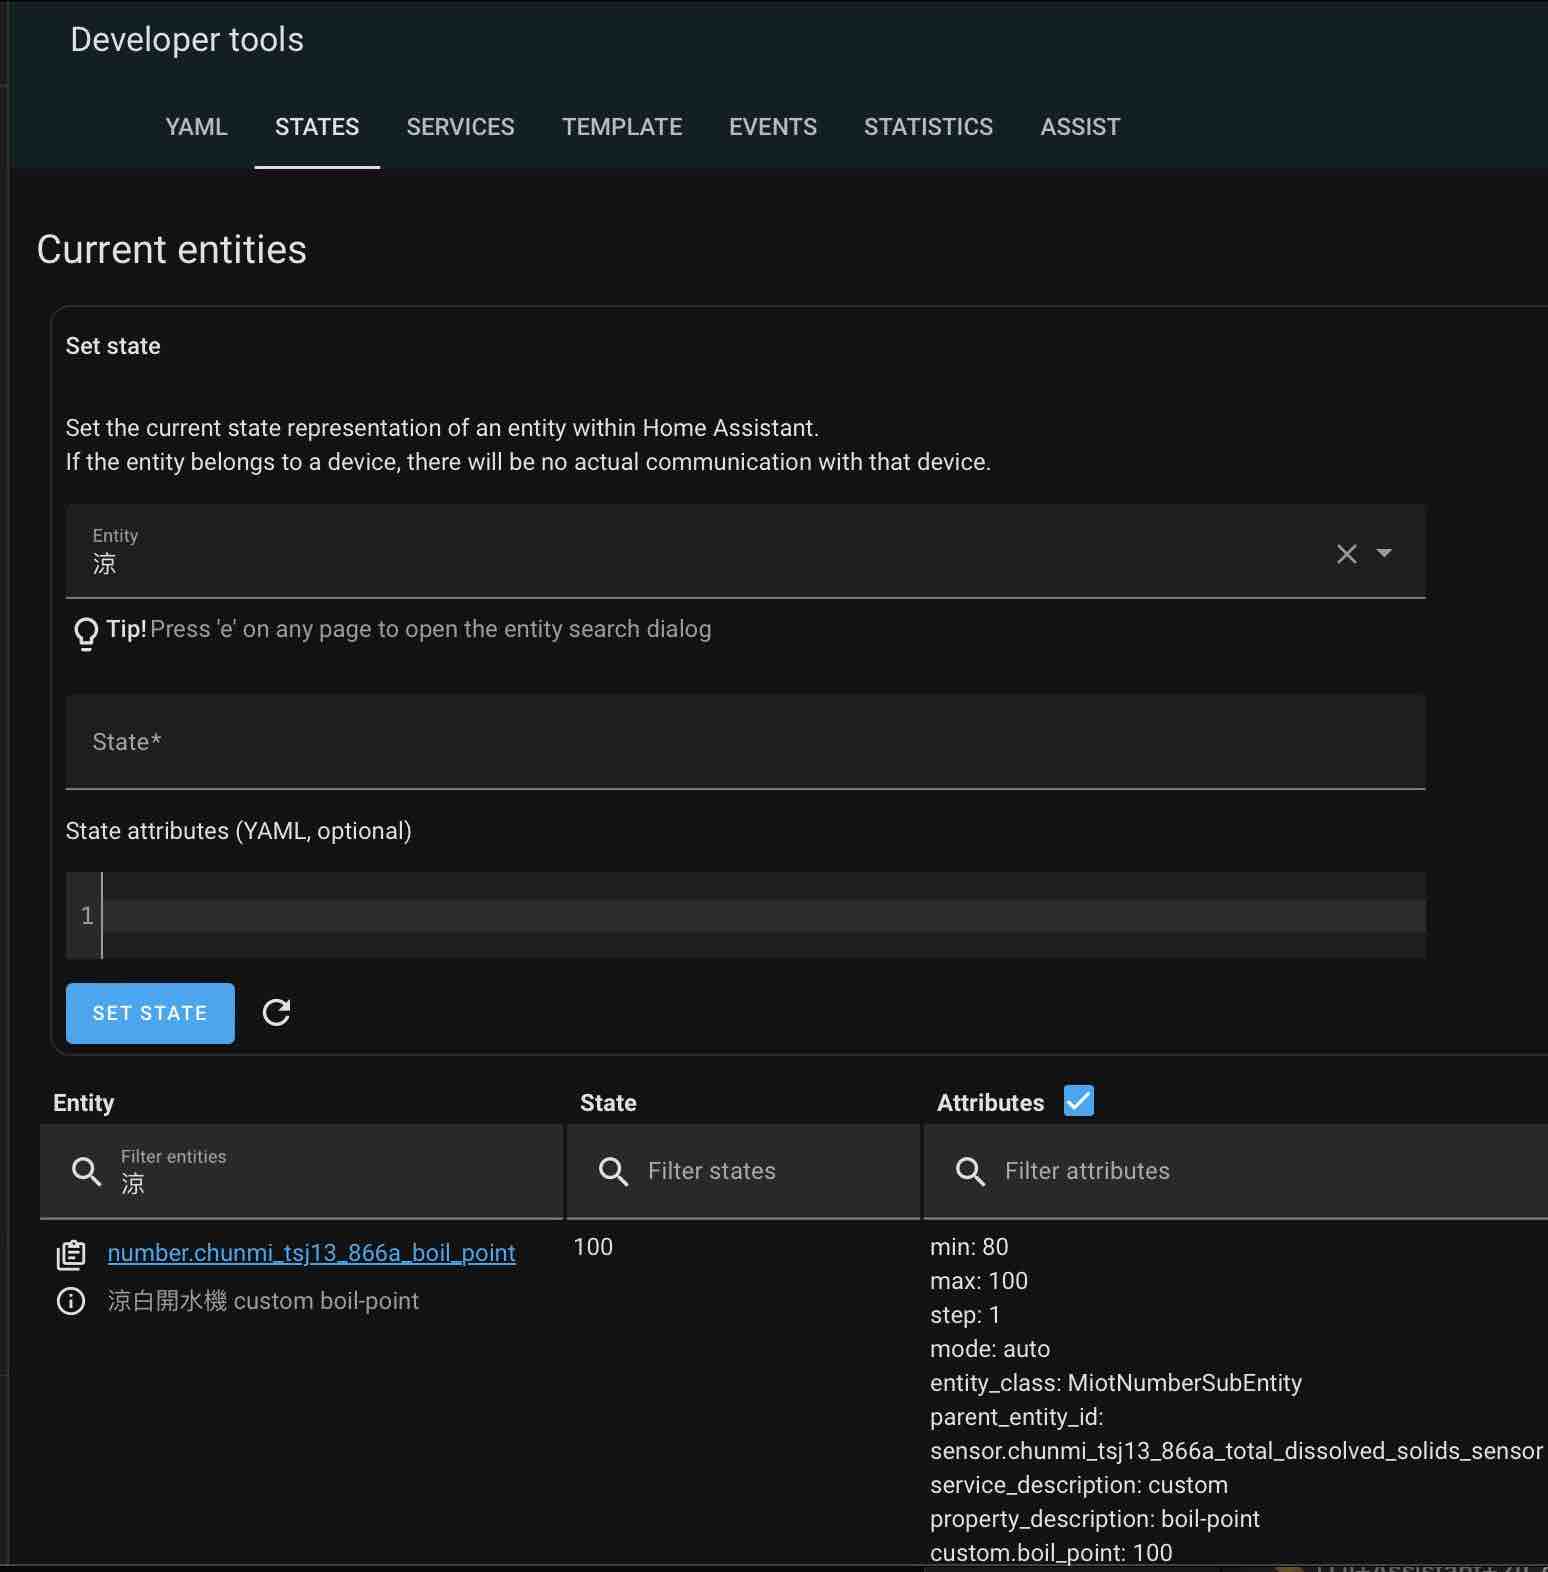 Developer tools
YAML STATES SERVICES TEMPLATE EVENTS STATISTICS ASSIST
Current entities
Set state
Set the current state representation of an entity within Home Assistant.
If the entity belongs to a device, there will be no actual communication with that device.
Entity
涼
Tip! Press 'e' on any page to open the entity search dialog
State*
State attributes (YAML, optional)
1
SET STATE
Entity State Attributes
Filter entities
涼
Filter states
Filter attributes
number.chunmi_tsj13_866a_boil_point
涼白開水機 custom boil-point
100
min: 80
max: 100
step: 1
mode: auto
entity_class: MiotNumberSubEntity
parent_entity_id:
sensor.chunmi_tsj13_866a_total_dissolved_solids_sensor
service_description: custom
property_description: boil-point
custom.boil_point: 100